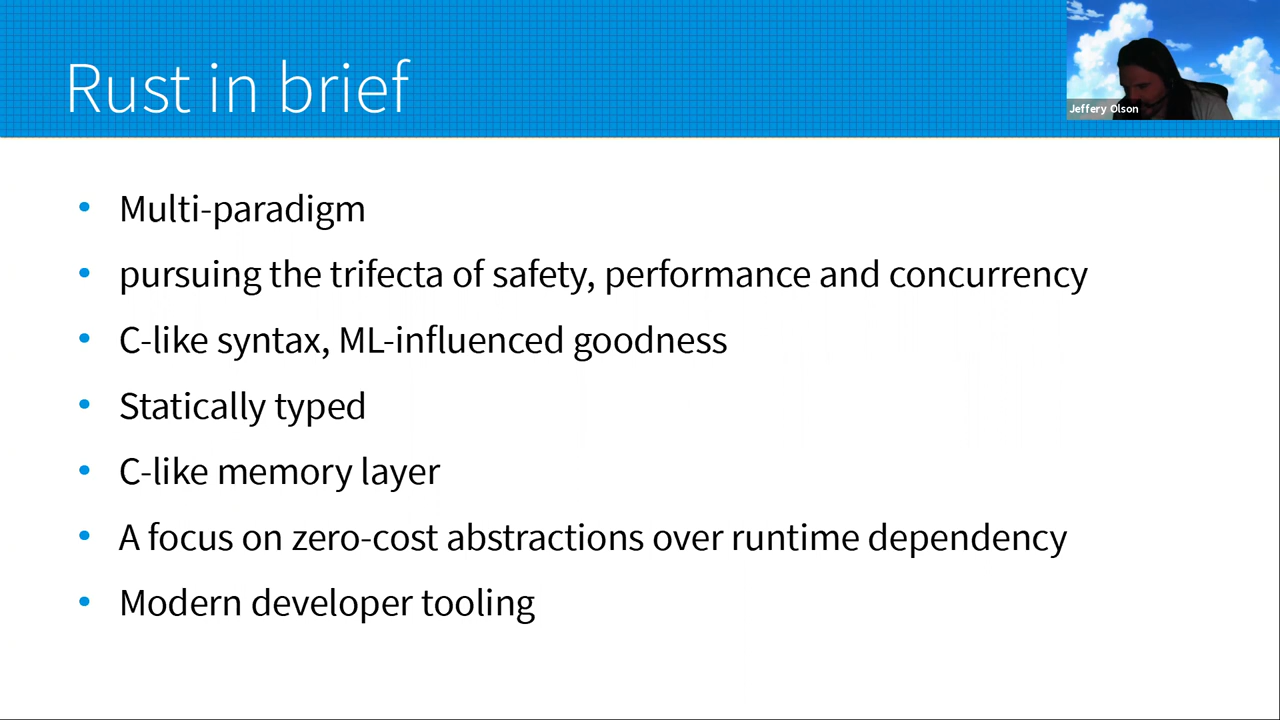 Rust in brief
Jeffery Olson
Multi-paradigm
pursuing the trifecta of safety, performance and concurrency
C-like syntax, ML-influenced goodness
Statically typed
C-like memory layer
A focus on zero-cost abstractions over runtime dependency
Modern developer tooling